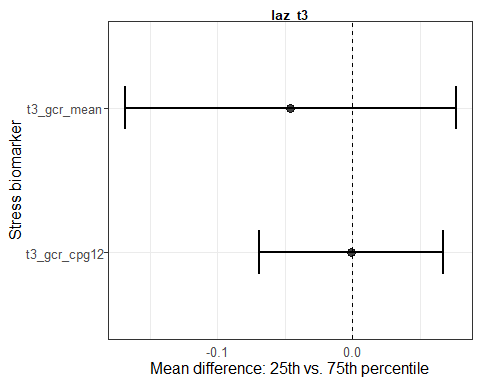 laz_t3
Stress biomarker
t3_gcr_mean
t3_gcr_cpg12
-0.1
0.0
Mean difference: 25th vs. 75th percentile